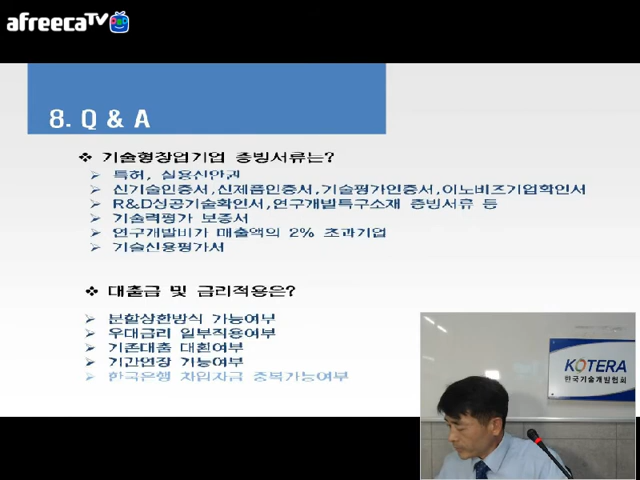 afreecaTV
8. Q & A
❖ 기술형창업기업 증빙서류는?
➢ 특허, 실용신안권
➢ 신기술인증서,신제품인증서,기술평가인증서,이노비즈기업확인서
➢ R&D성공기술확인서,연구개발특구소재 증빙서류 등
➢ 기술력평가 보증서
➢ 연구개발비가 매출액의 2% 초과기업
➢ 기술신용평가서
❖ 대출금 및 금리적용은?
➢ 분할상환방식 가능여부
➢ 우대금리 일부적용여부
➢ 기존대출 대환여부
➢ 기간연장 가능여부
➢ 한국은행 차입자금 중복가능여부
KOTERA
한국기술개발협회